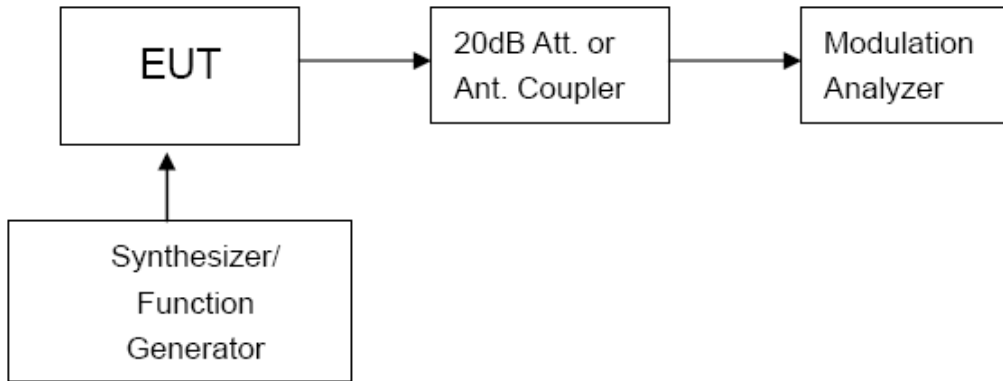 EUT
20dB Att. or
Ant. Coupler
Modulation
Analyzer
Synthesizer/
Function
Generator